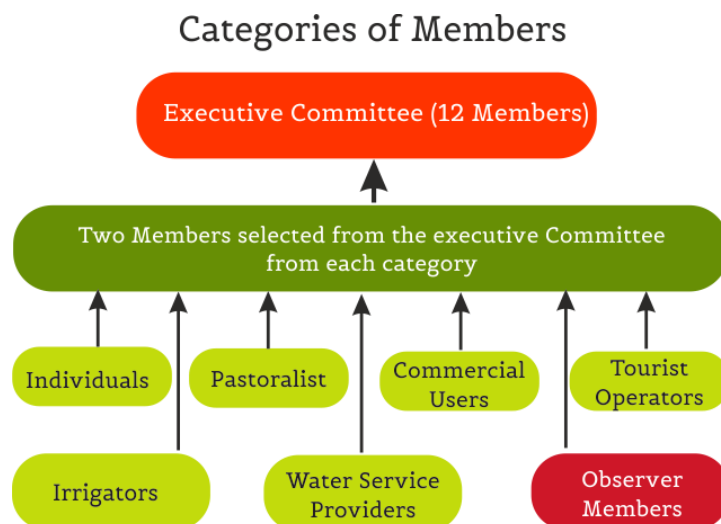 Categories of Members
Executive Committee (12 Members)
Two Members selected from the executive Committee
from each category
Individuals
Pastoralist
Commercial
Users
Tourist
Operators
Irrigators
Water Service
Providers
Observer
Members